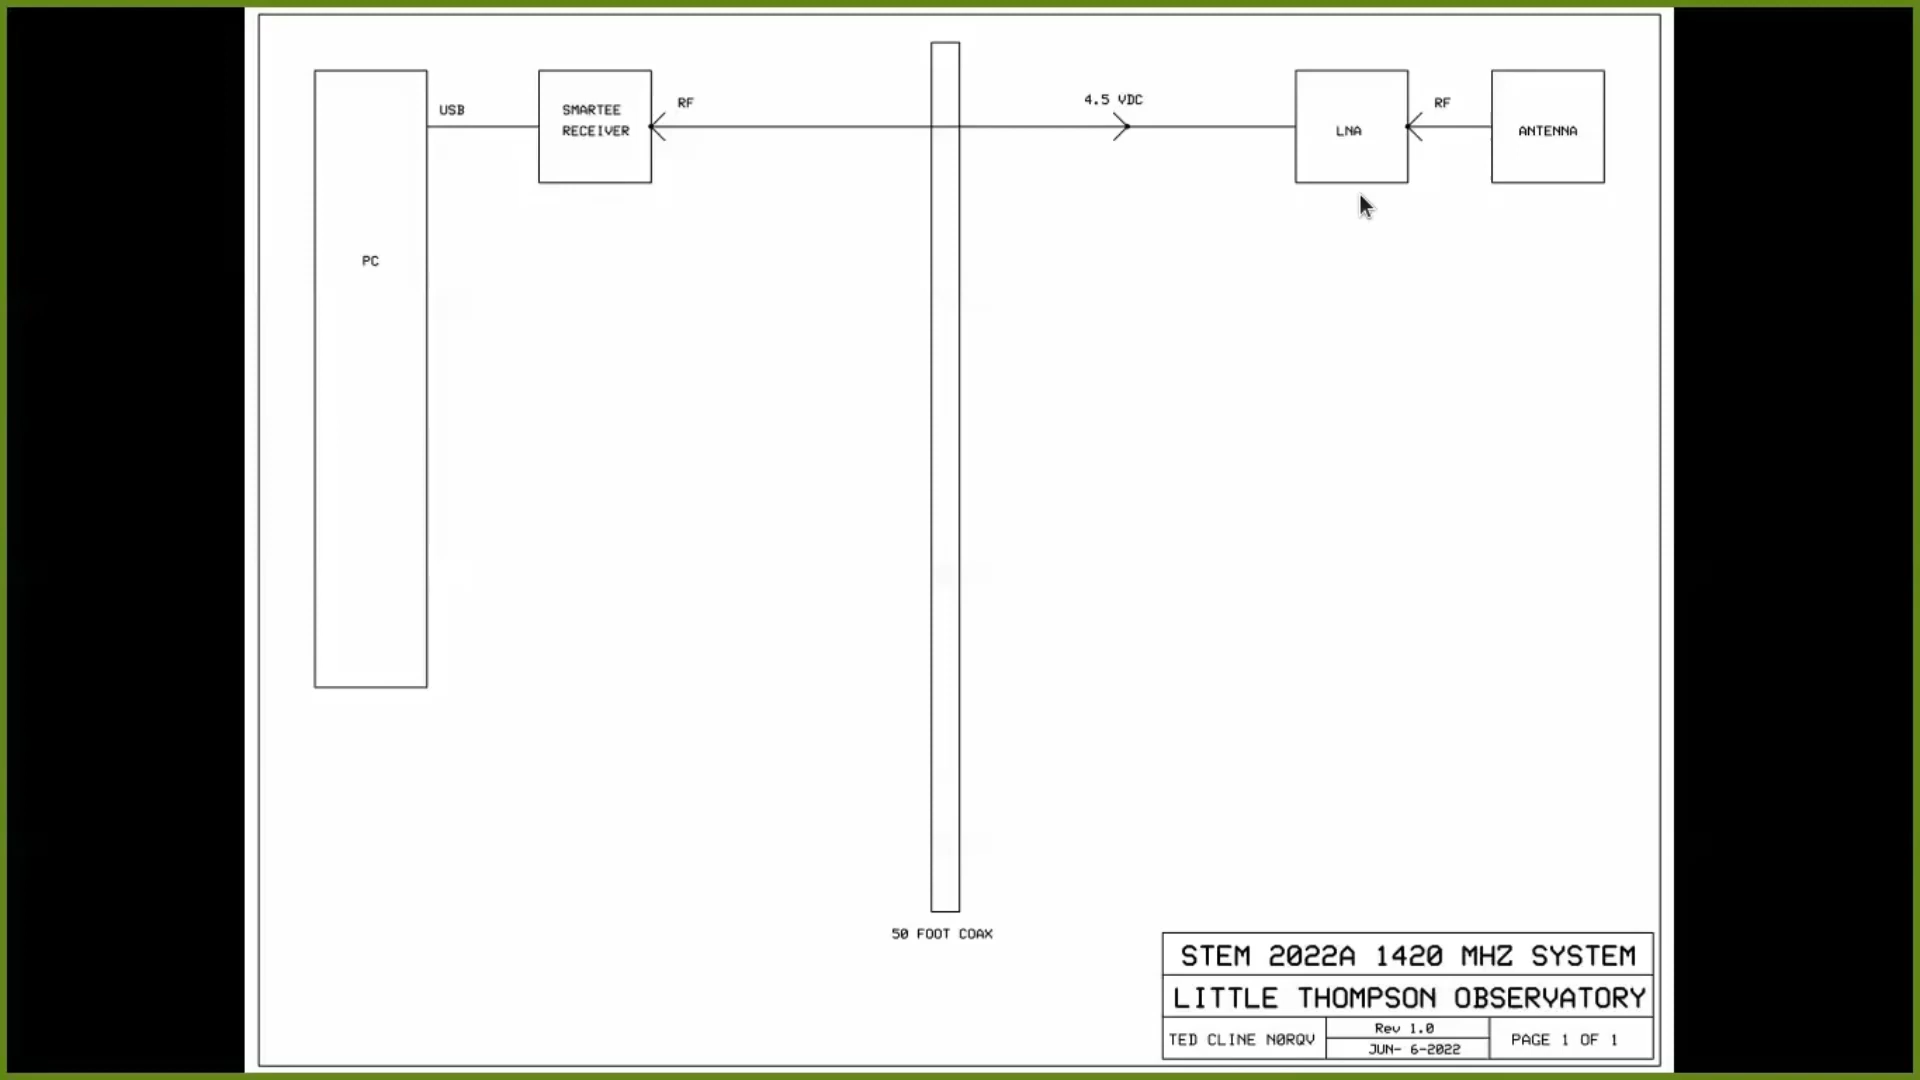 USB
SMARTEE
RECEIVER
RF
4.5 VDC
LNA
RF
ANTENNA
PC
50 FOOT COAX
STEM 2022A 1420 MHZ SYSTEM
LITTLE THOMPSON OBSERVATORY
TED CLINE N0RQV
Rev 1.0
JUN- 6-2022
PAGE 1 OF 1